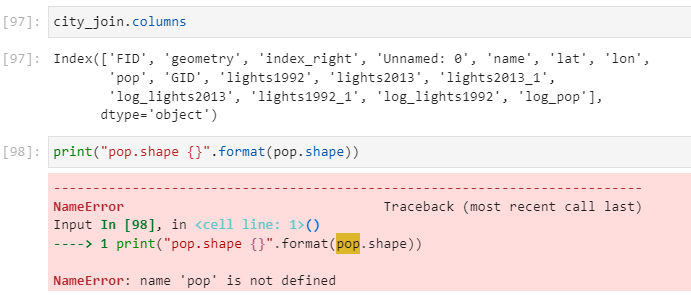 [97]: city_join.columns
[97]: Index(['FID', 'geometry', 'index_right', 'Unnamed: 0', 'name', 'lat', 'lon',
'pop', 'GID', 'lights1992', 'lights2013', 'lights2013_1',
'log_lights2013', 'lights1992_1', 'log_lights1992', 'log_pop'],
dtype='object')
[98]: print("pop.shape {}".format(pop.shape))
---------------------------------------------------------------------------
NameError Traceback (most recent call last)
Input In [98], in <cell line: 1>()
----> 1 print("pop.shape {}".format(pop.shape))
NameError: name 'pop' is not defined